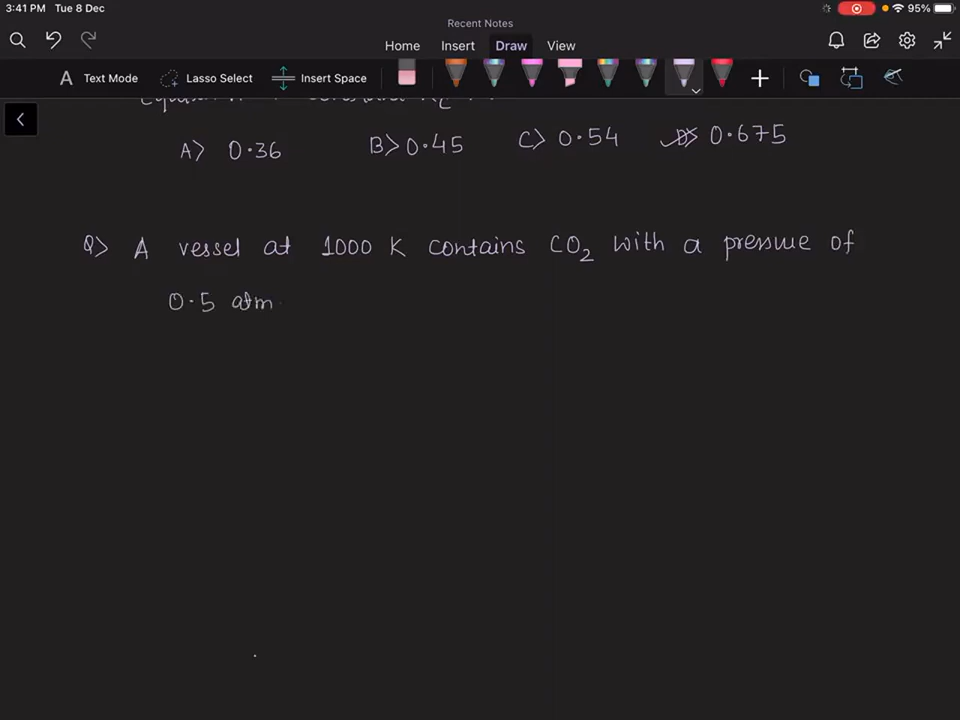 3:41 PM Tue 8 Dec
95%
Recent Notes
Home Insert Draw View
A Text Mode Lasso Select Insert Space
A> 0.36 B> 0.45 C> 0.54 D> 0.675
Q> A vessel at 1000 K contains CO2 with a pressure of
0.5 atm